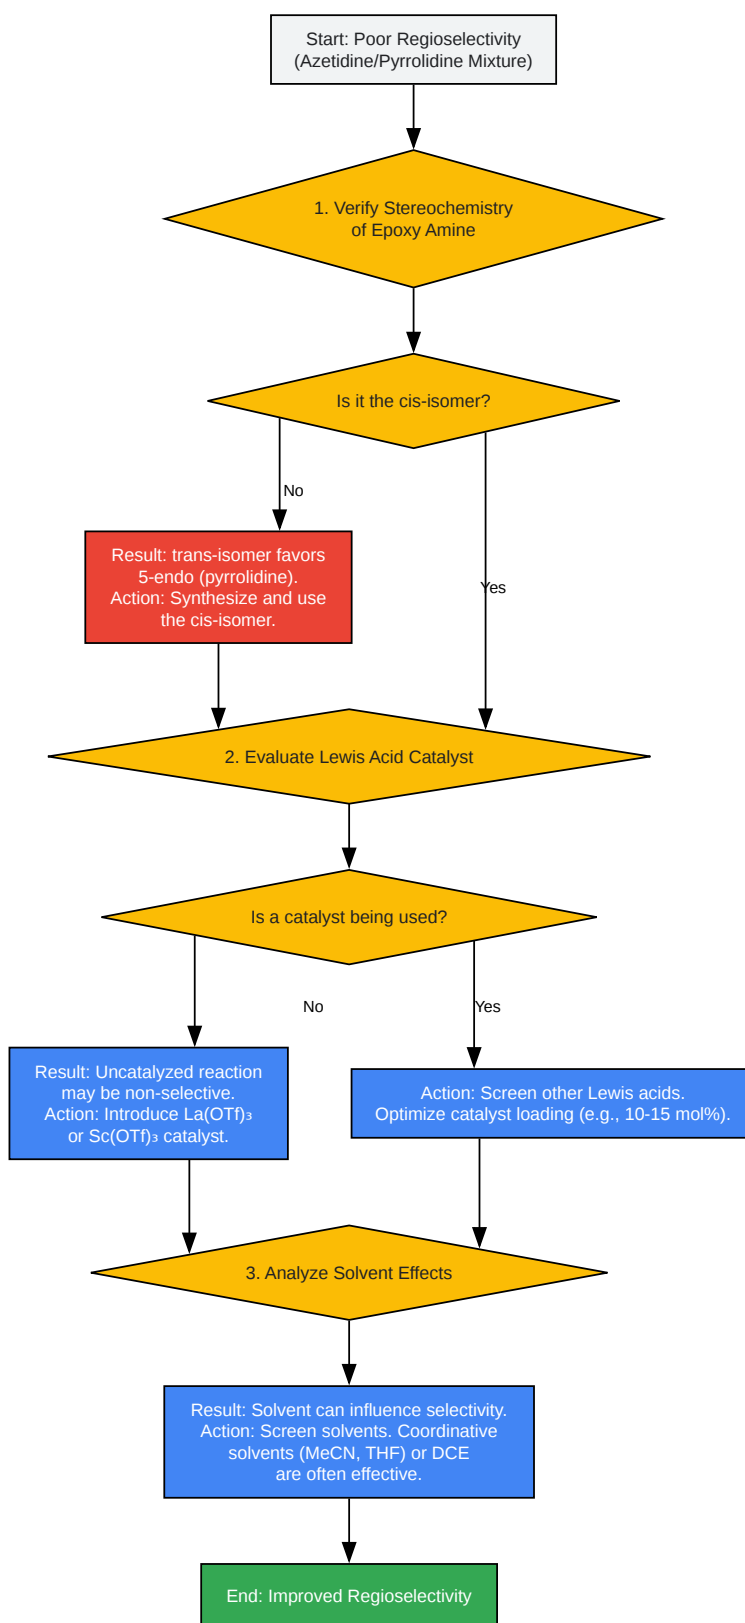 Start: Poor Regioselectivity
(Azetidine/Pyrrolidine Mixture)
1. Verify Stereochemistry
of Epoxy Amine
Is it the cis-isomer?
No
Result: trans-isomer favors
5-endo (pyrrolidine).
Action: Synthesize and use
the cis-isomer.
Yes
2. Evaluate Lewis Acid Catalyst
Is a catalyst being used?
No
Yes
Result: Uncatalyzed reaction
may be non-selective.
Action: Introduce La(OTf)₃
or Sc(OTf)₃ catalyst.
Action: Screen other Lewis acids.
Optimize catalyst loading (e.g., 10-15 mol%).
3. Analyze Solvent Effects
Result: Solvent can influence selectivity.
Action: Screen solvents. Coordinative
solvents (MeCN, THF) or DCE
are often effective.
End: Improved Regioselectivity